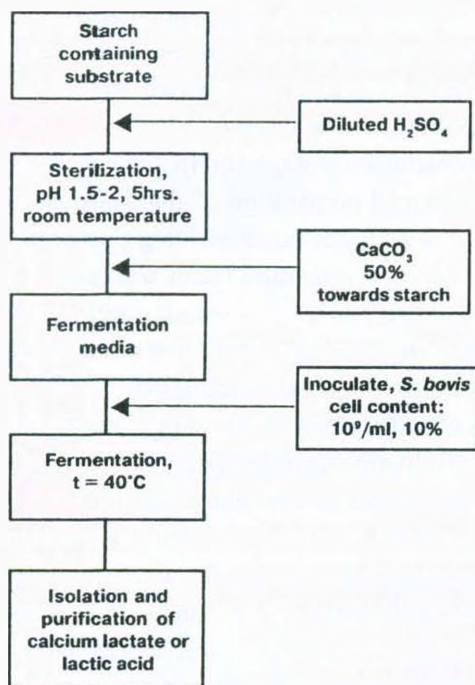 Starch
containing
substrate
Diluted H₂SO₄
Sterilization,
pH 1.5-2, 5hrs.
room temperature
CaCO₃
50%
towards starch
Fermentation
media
Inoculate, S. bovis
cell content:
10⁹/ml, 10%
Fermentation,
t = 40°C
Isolation and
purification of
calcium lactate or
lactic acid